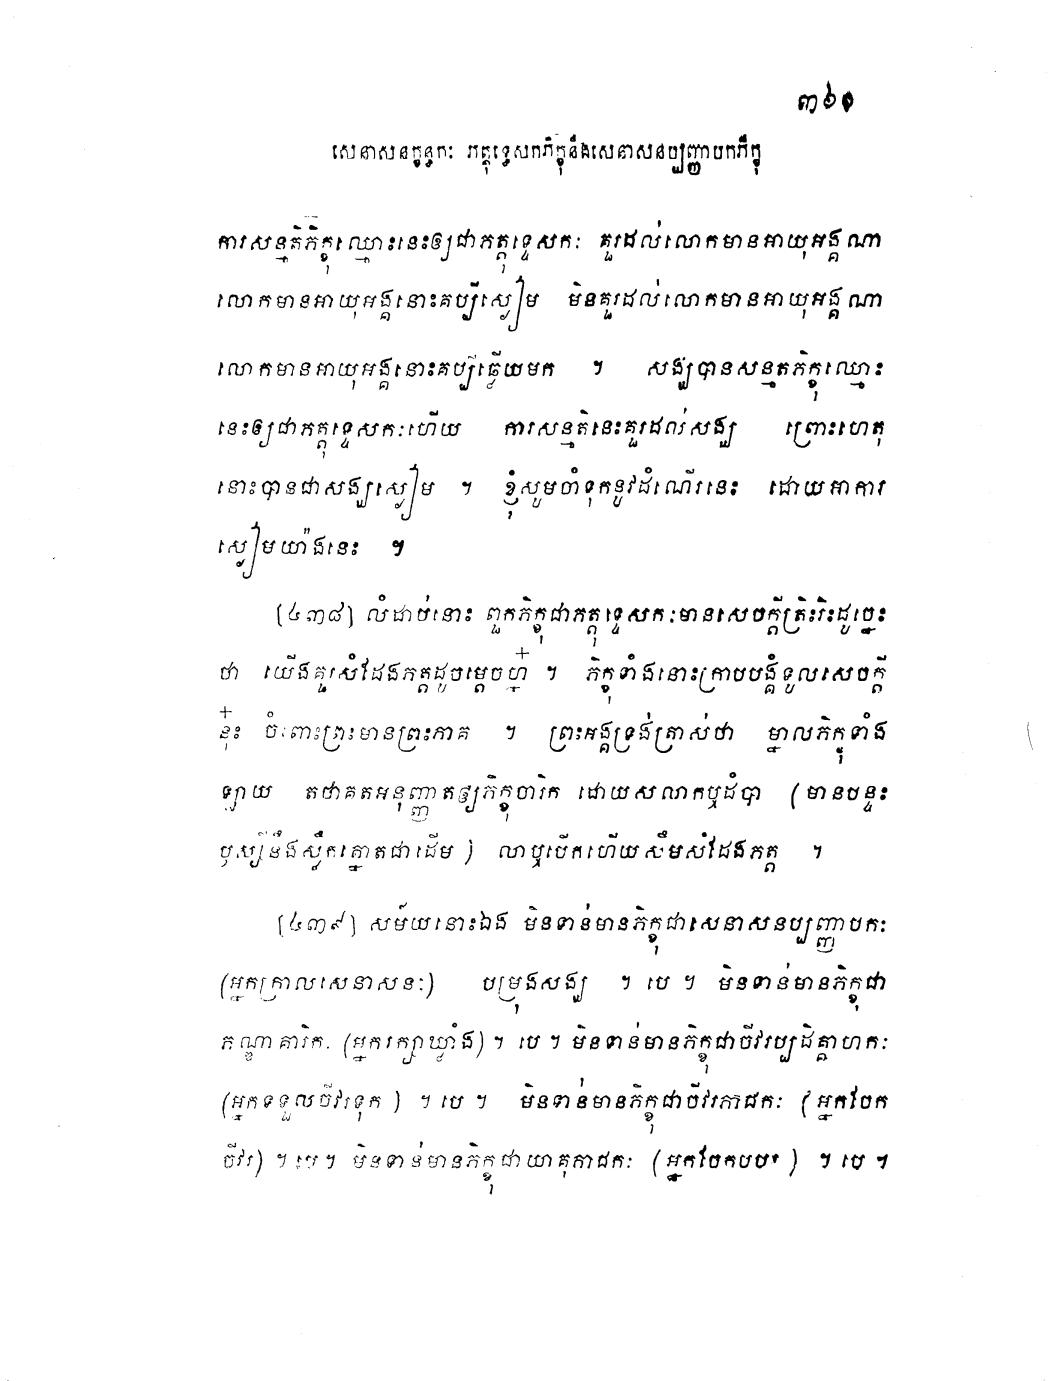 ៣៦១
សេនាសនក្ខន្ធកៈ ភត្តុទ្ទេសកភិក្ខុនឹងសេនាសនប្បញ្ញាបកភិក្ខុ
ការសន្មតិភិក្ខុឈ្មោះនេះឲ្យជាភត្តុទ្ទេសកៈ គួរដល់លោកមានអាយុអង្គណា
លោកមានអាយុអង្គនោះគប្បីស្ងៀម មិនគួរដល់លោកមានអាយុអង្គណា
លោកមានអាយុអង្គនោះគប្បីធ្វើយមក ។ សង្ឃបានសន្មតភិក្ខុឈ្មោះ
នេះឲ្យជាភត្តុទ្ទេសកៈហើយ ការសន្មតិនេះគួរដល់សង្ឃ ព្រោះហេតុ
នោះបានជាសង្ឃស្ងៀម ។ ខ្ញុំសូមចាំទុកនូវដំណើរនេះ ដោយអាការ
ស្ងៀមយ៉ាងនេះ ៕
[៤៣៨] លំដាប់នោះ ពួកភិក្ខុជាភត្តុទ្ទេសកៈមានសេចក្តីត្រិះរិះដូច្នេះ
ថា យើងគួរសំដែងភត្តដូចម្តេចហ្ន៎ ។ ភិក្ខុទាំងនោះក្រាបបង្គំទូលសេចក្តី
នុ៎ះ ចំពោះព្រះមានព្រះភាគ ។ ព្រះអង្គទ្រង់ត្រាស់ថា ម្នាលភិក្ខុទាំង
ឡាយ តថាគតអនុញ្ញាតឲ្យភិក្ខុចារិក ដោយសលាកឬដំបា (មានបន្ទះ
ឫស្សីនឹងស្លឹកត្នោតជាដើម) លាឬបើកហើយសឹមសំដែងភត្ត ។
[៤៣៩] សម័យនោះឯង មិនទាន់មានភិក្ខុជាសេនាសនប្បញ្ញាបកៈ
(អ្នកក្រាលសេនាសនៈ) បម្រុងសង្ឃ ។ បេ ។ មិនទាន់មានភិក្ខុជា
ភណ្ឌាគារិកៈ (អ្នករក្សាឃ្លាំង) ។ បេ ។ មិនទាន់មានភិក្ខុជាចីវរប្បដិគ្គាហកៈ
(អ្នកទទួលចីវរទុក) ។ បេ ។ មិនទាន់មានភិក្ខុជាចីវរភាជកៈ (អ្នកចែក
ចីវរ) ។ បេ ។ មិនទាន់មានភិក្ខុជាយាគុភាជកៈ (អ្នកចែកបបរ) ។ បេ ។